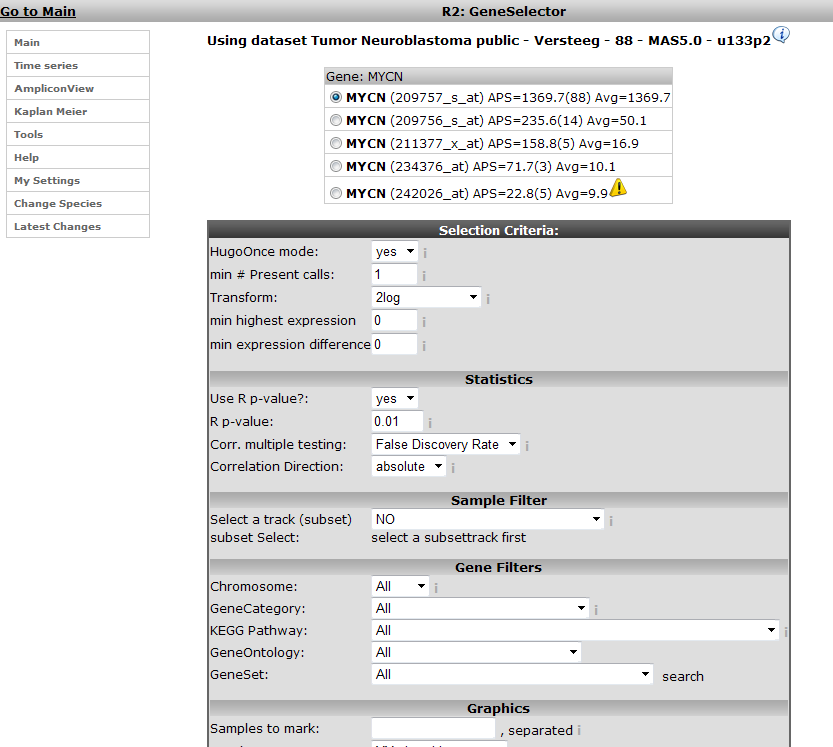 Go to Main
R2: GeneSelector
Main
Time series
AmpliconView
Kaplan Meier
Tools
Help
My Settings
Change Species
Latest Changes
Using dataset Tumor Neuroblastoma public - Versteeg - 88 - MAS5.0 - u133p2
Gene: MYCN
MYCN (209757_s_at) APS=1369.7(88) Avg=1369.7
MYCN (209756_s_at) APS=235.6(14) Avg=50.1
MYCN (211377_x_at) APS=158.8(5) Avg=16.9
MYCN (234376_at) APS=71.7(3) Avg=10.1
MYCN (242026_at) APS=22.8(5) Avg=9.9
Selection Criteria:
HugoOnce mode: yes
min # Present calls: 1
Transform: 2log
min highest expression 0
min expression difference 0
Statistics
Use R p-value?: yes
R p-value: 0.01
Corr. multiple testing: False Discovery Rate
Correlation Direction: absolute
Sample Filter
Select a track (subset) NO
subset Select: select a subsettrack first
Gene Filters
Chromosome: All
GeneCategory: All
KEGG Pathway: All
GeneOntology: All
GeneSet: All search
Graphics
Samples to mark: , separated